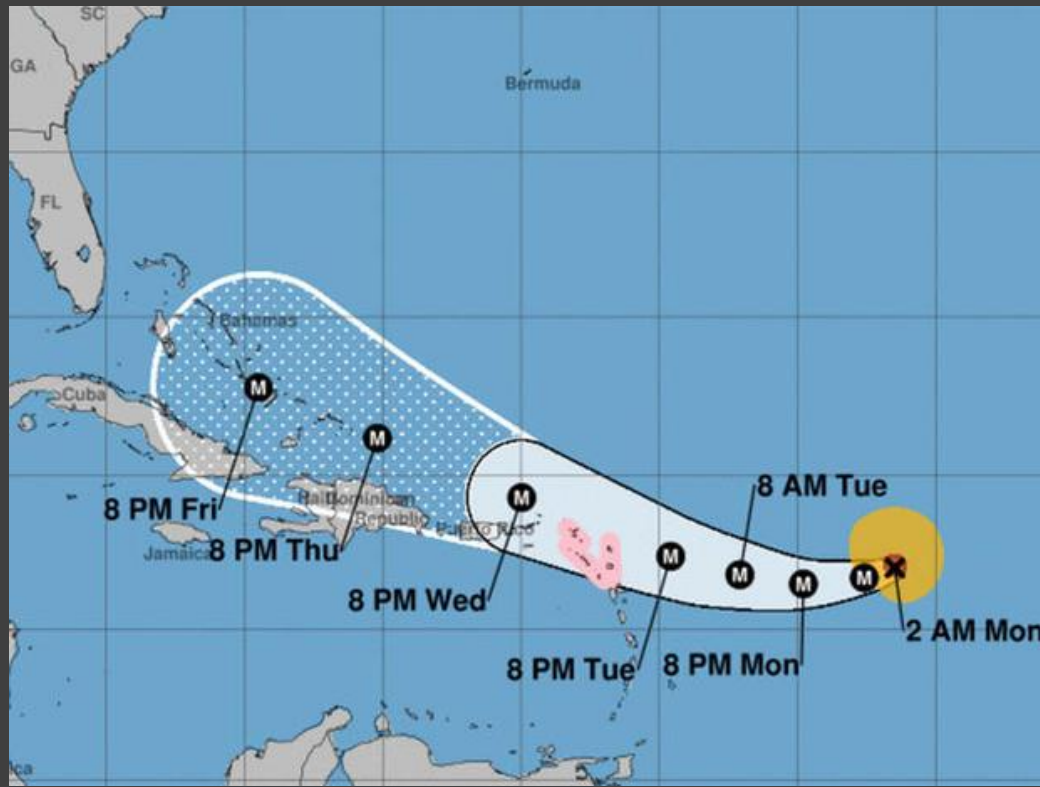 SC
GA
Bermuda
FL
Bahamas
Cuba
M
M
8 AM Tue
M
8 PM Fri
Dominican
Republic
Puerto Rico
Jamaica
8 PM Thu
M
M
M
M
8 PM Wed
2 AM Mon
8 PM Tue
8 PM Mon